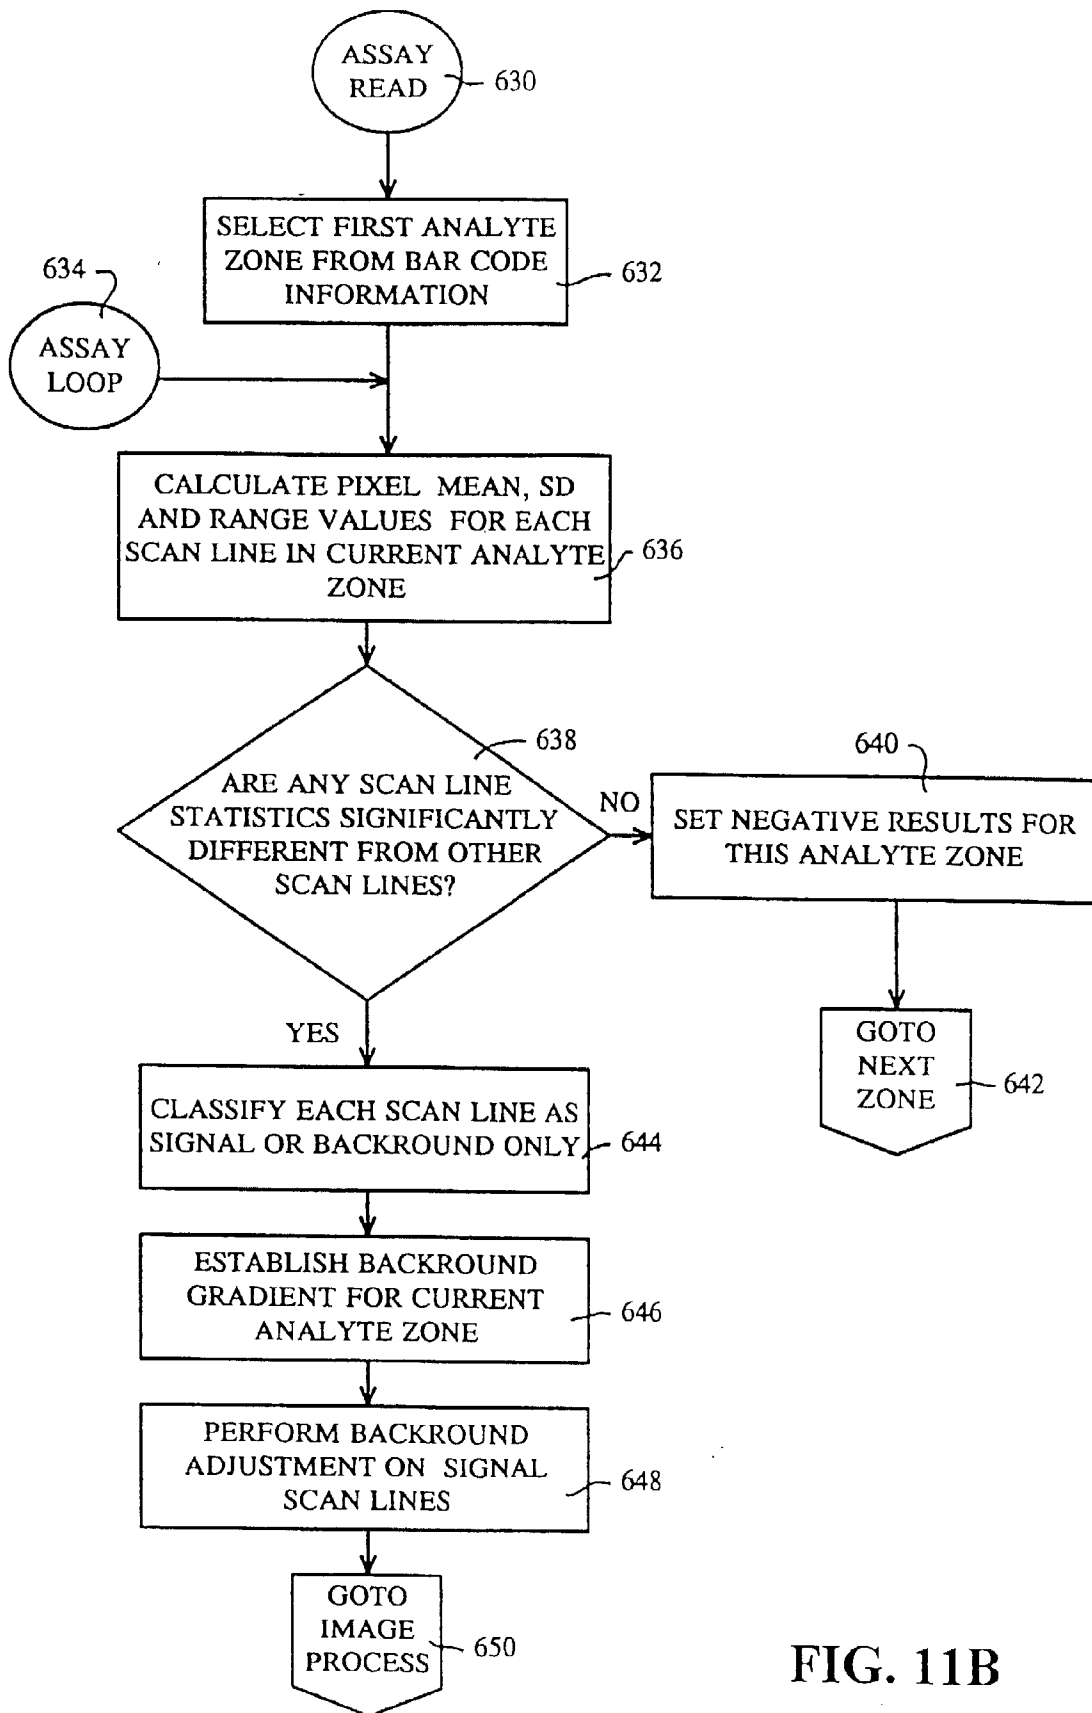 ASSAY
READ
630
SELECT FIRST ANALYTE
ZONE FROM BAR CODE
INFORMATION
632
634
ASSAY
LOOP
CALCULATE PIXEL MEAN, SD
AND RANGE VALUES FOR EACH
SCAN LINE IN CURRENT ANALYTE
ZONE
636
638
ARE ANY SCAN LINE
STATISTICS SIGNIFICANTLY
DIFFERENT FROM OTHER
SCAN LINES?
NO
640
SET NEGATIVE RESULTS FOR
THIS ANALYTE ZONE
GOTO
NEXT
ZONE
642
YES
CLASSIFY EACH SCAN LINE AS
SIGNAL OR BACKROUND ONLY
644
ESTABLISH BACKROUND
GRADIENT FOR CURRENT
ANALYTE ZONE
646
PERFORM BACKROUND
ADJUSTMENT ON SIGNAL
SCAN LINES
648
GOTO
IMAGE
PROCESS
650
FIG. 11B